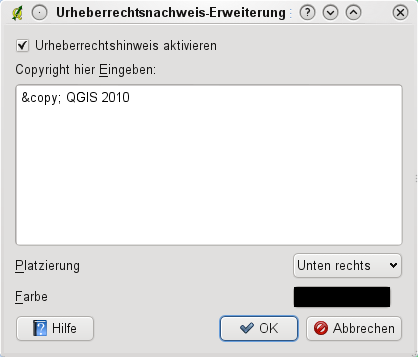 Urheberrechtsnachweis-Erweiterung
Urheberrechtshinweis aktivieren
Copyright hier Eingeben:
&copy; QGIS 2010
Platzierung Unten rechts
Farbe
Hilfe OK Abbrechen